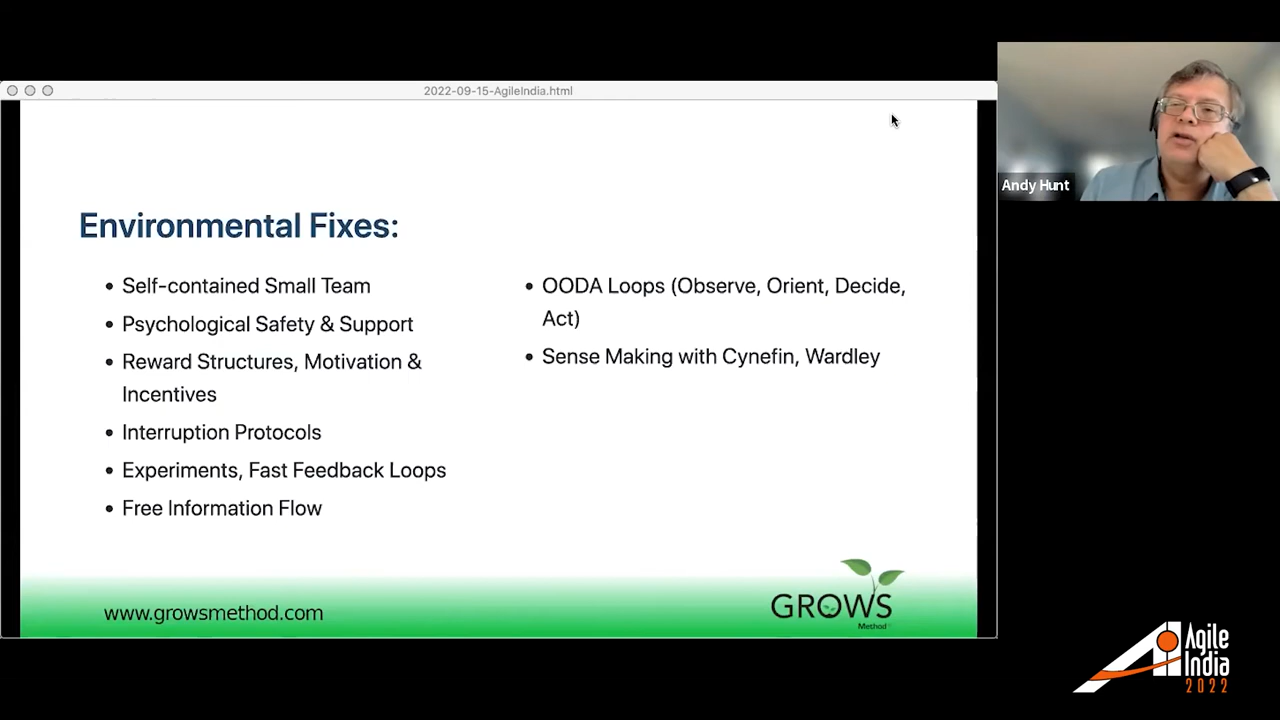 2022-09-15-AgileIndia.html
Andy Hunt
Environmental Fixes:
• Self-contained Small Team
• Psychological Safety & Support
• Reward Structures, Motivation &
Incentives
• Interruption Protocols
• Experiments, Fast Feedback Loops
• Free Information Flow
• OODA Loops (Observe, Orient, Decide,
Act)
• Sense Making with Cynefin, Wardley
www.growsmethod.com
GROWS
Method
Agile
India
2022